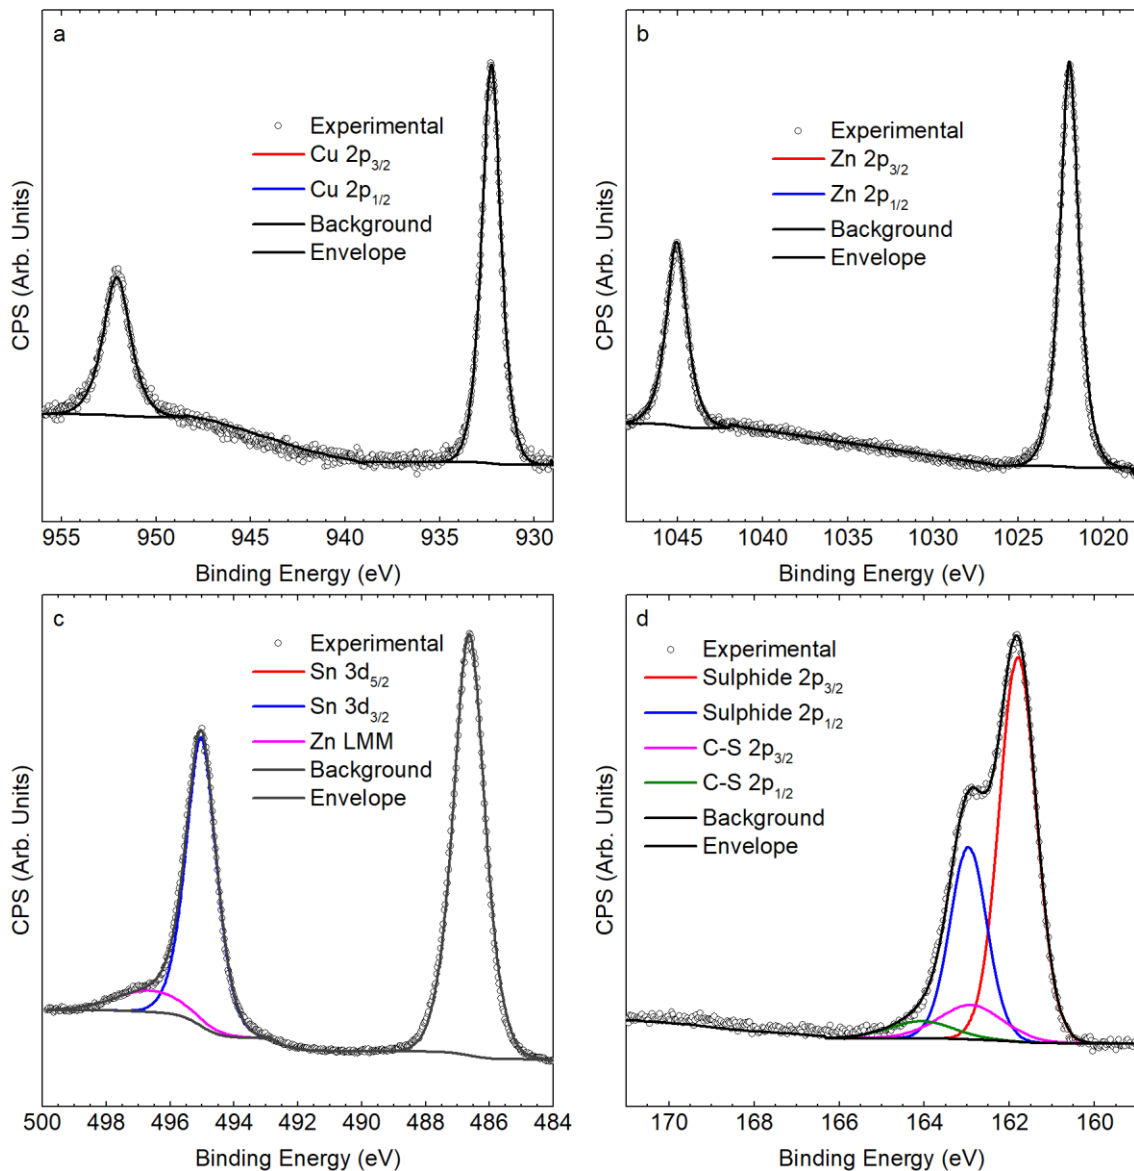 a
Experimental
Cu 2p3/2
Cu 2p1/2
Background
Envelope
CPS (Arb. Units)
955 950 945 940 935 930
Binding Energy (eV)
b
Experimental
Zn 2p3/2
Zn 2p1/2
Background
Envelope
CPS (Arb. Units)
1045 1040 1035 1030 1025 1020
Binding Energy (eV)
c
Experimental
Sn 3d5/2
Sn 3d3/2
Zn LMM
Background
Envelope
CPS (Arb. Units)
500 498 496 494 492 490 488 486 484
Binding Energy (eV)
d
Experimental
Sulphide 2p3/2
Sulphide 2p1/2
C-S 2p3/2
C-S 2p1/2
Background
Envelope
CPS (Arb. Units)
170 168 166 164 162 160
Binding Energy (eV)